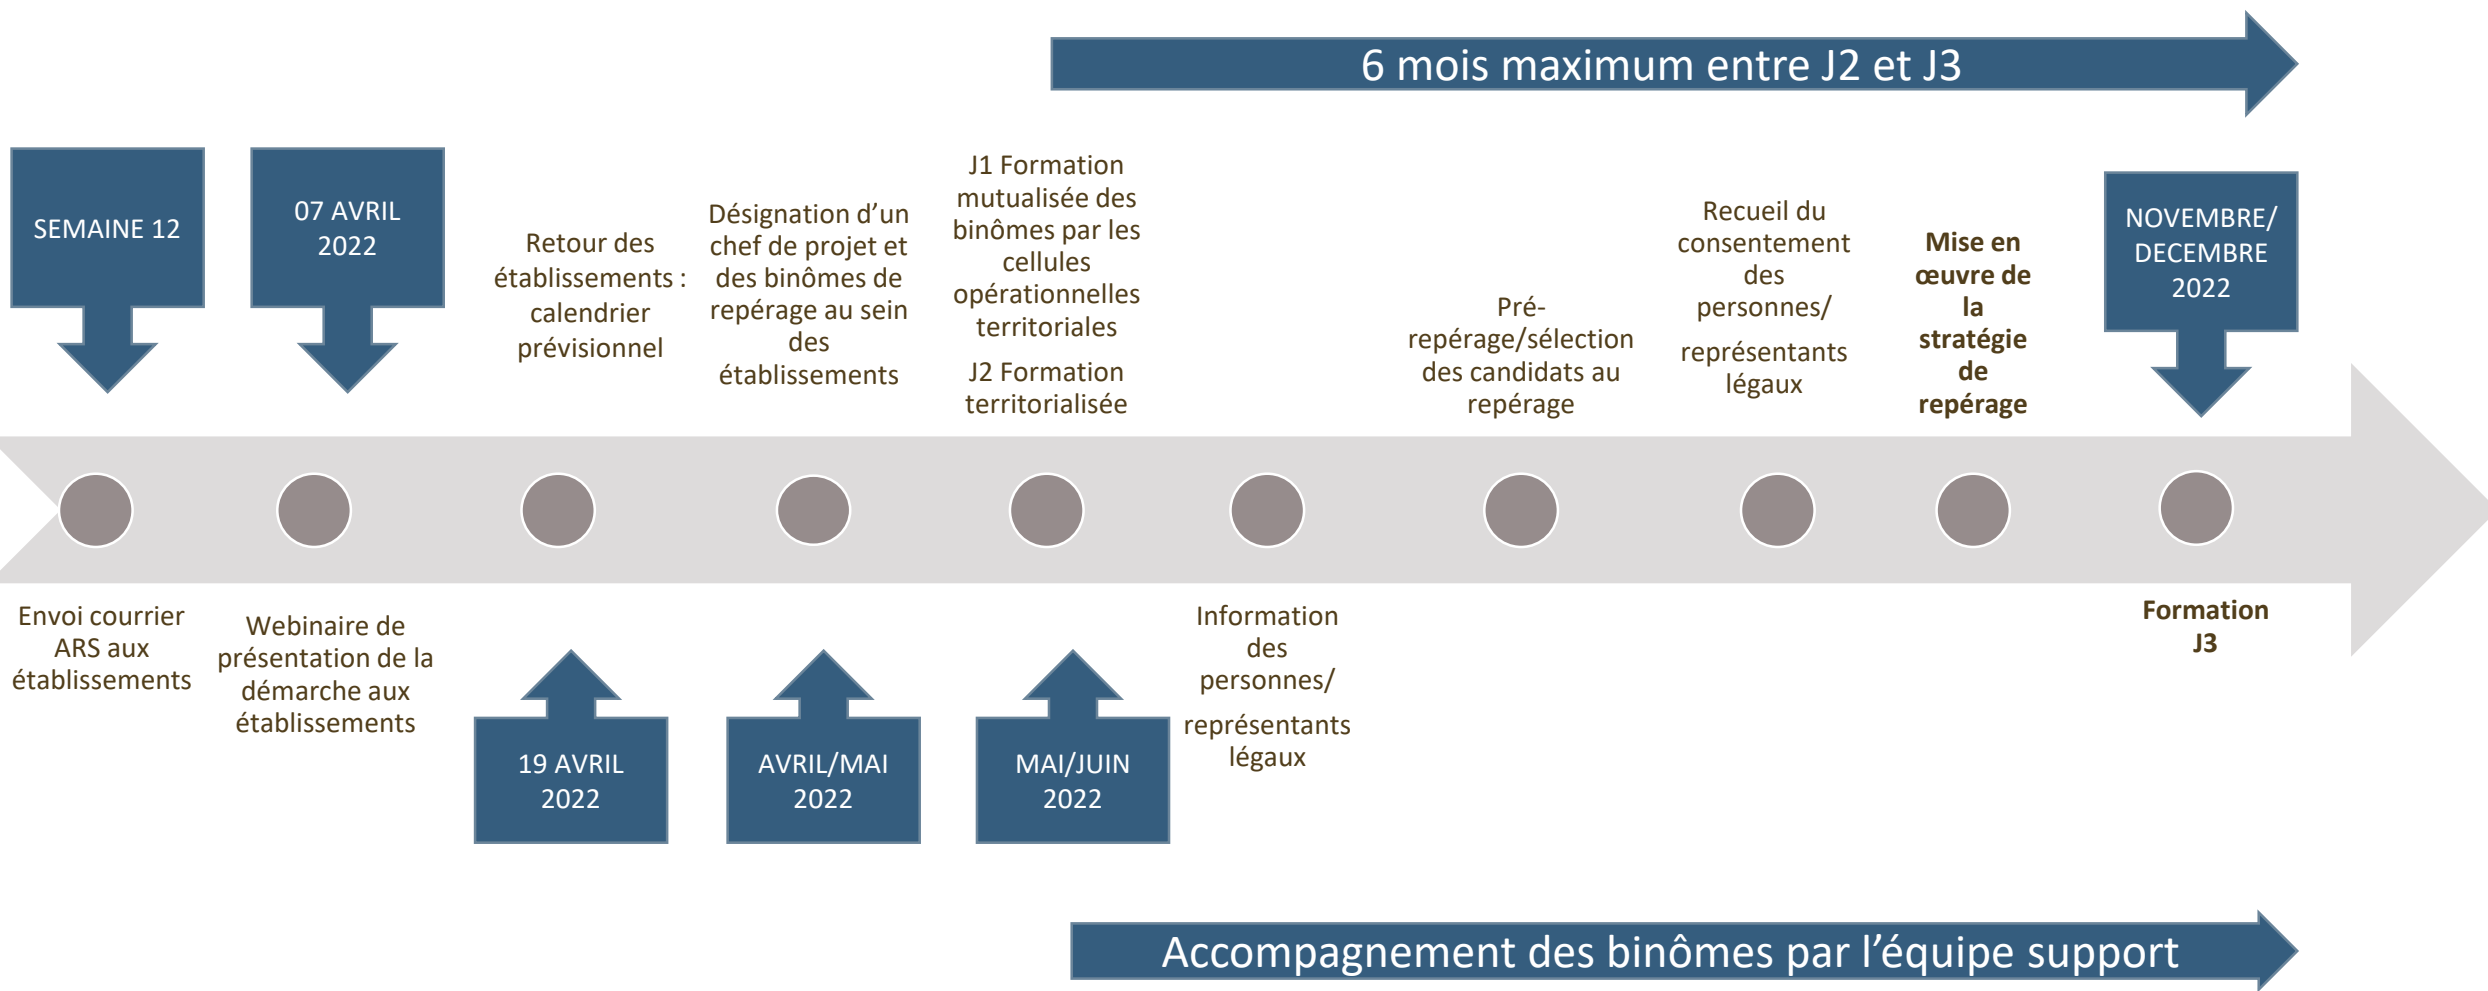 6 mois maximum entre J2 et J3
SEMAINE 12
07 AVRIL
2022
Retour des
établissements :
calendrier
prévisionnel
Désignation d’un
chef de projet et
des binômes de
repérage au sein
des
établissements
J1 Formation
mutualisée des
binômes par les
cellules
opérationnelles
territoriales
J2 Formation
territorialisée
Pré-
repérage/sélection
des candidats au
repérage
Recueil du
consentement
des
personnes/
représentants
légaux
Mise en
œuvre de
la
stratégie
de
repérage
NOVEMBRE/
DECEMBRE
2022
Envoi courrier
ARS aux
établissements
Webinaire de
présentation de la
démarche aux
établissements
19 AVRIL
2022
AVRIL/MAI
2022
MAI/JUIN
2022
Information
des
personnes/
représentants
légaux
Formation
J3
Accompagnement des binômes par l’équipe support